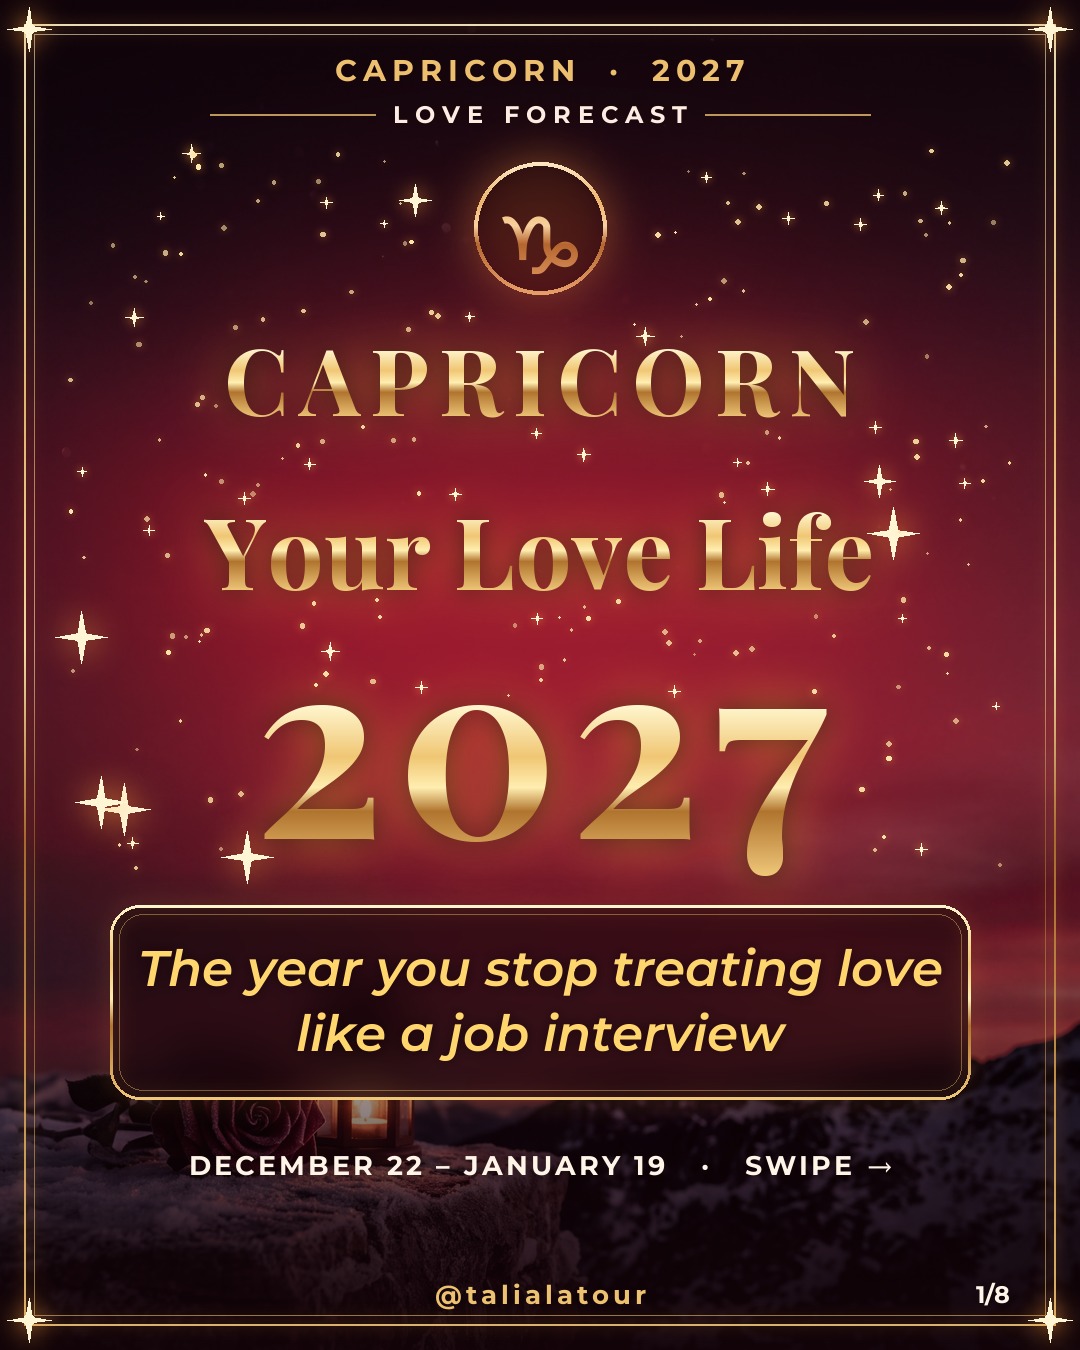 CAPRICORN · 2027
LOVE FORECAST
♑
CAPRICORN
Your Love Life
2027
The year you stop treating love
like a job interview
DECEMBER 22 – JANUARY 19 · SWIPE →
@talialatour
1/8